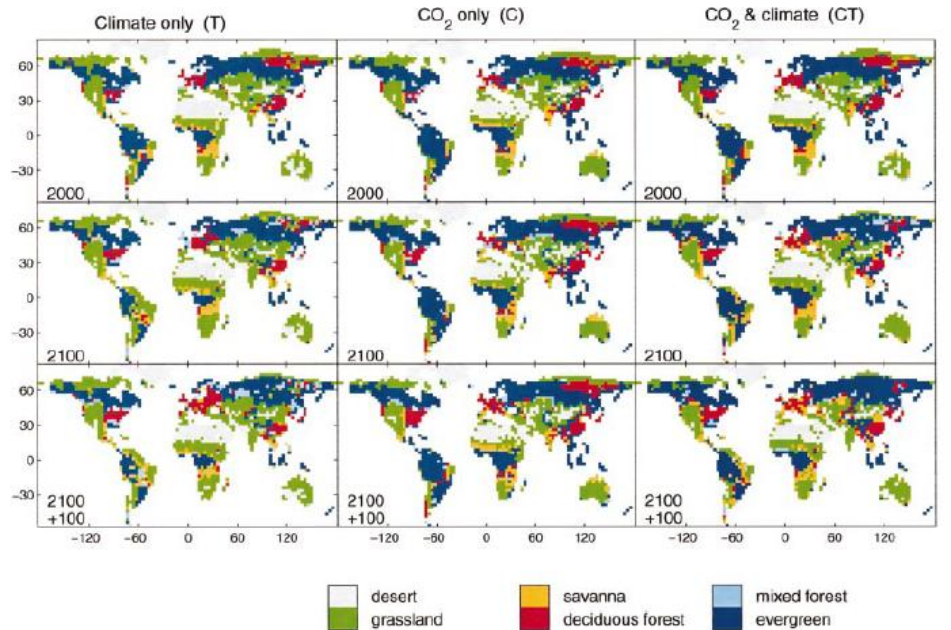 Climate only (T)
CO2 only (C)
CO2 & climate (CT)
60
30
0
−30
2000
2000
2000
60
30
0
−30
2100
2100
2100
60
30
0
−30
2100
+100
2100
+100
2100
+100
−120 −60 0 60 120
−120 −60 0 60 120
−120 −60 0 60 120
desert
savanna
mixed forest
grassland
deciduous forest
evergreen